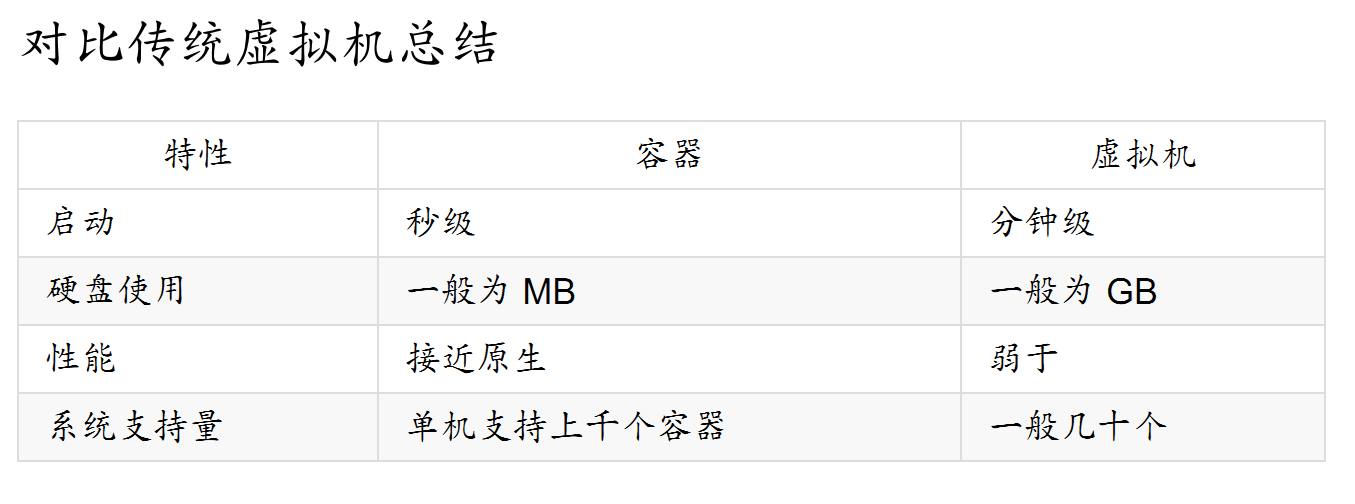 对比传统虚拟机总结
特性 容器 虚拟机
启动 秒级 分钟级
硬盘使用 一般为 MB 一般为 GB
性能 接近原生 弱于
系统支持量 单机支持上千个容器 一般几十个